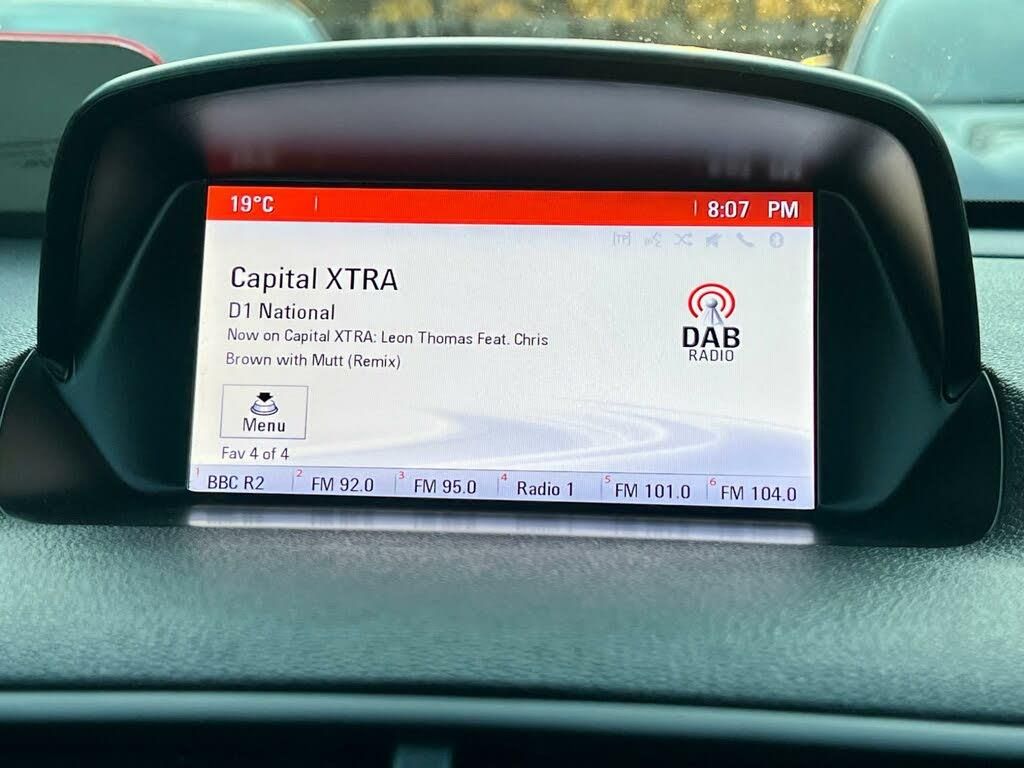 19°C 8:07 PM
[TP]
Capital XTRA
D1 National
Now on Capital XTRA: Leon Thomas Feat. Chris
Brown with Mutt (Remix)
DAB
RADIO
Menu
Fav 4 of 4
1 BBC R2 2 FM 92.0 3 FM 95.0 4 Radio 1 5 FM 101.0 6 FM 104.0